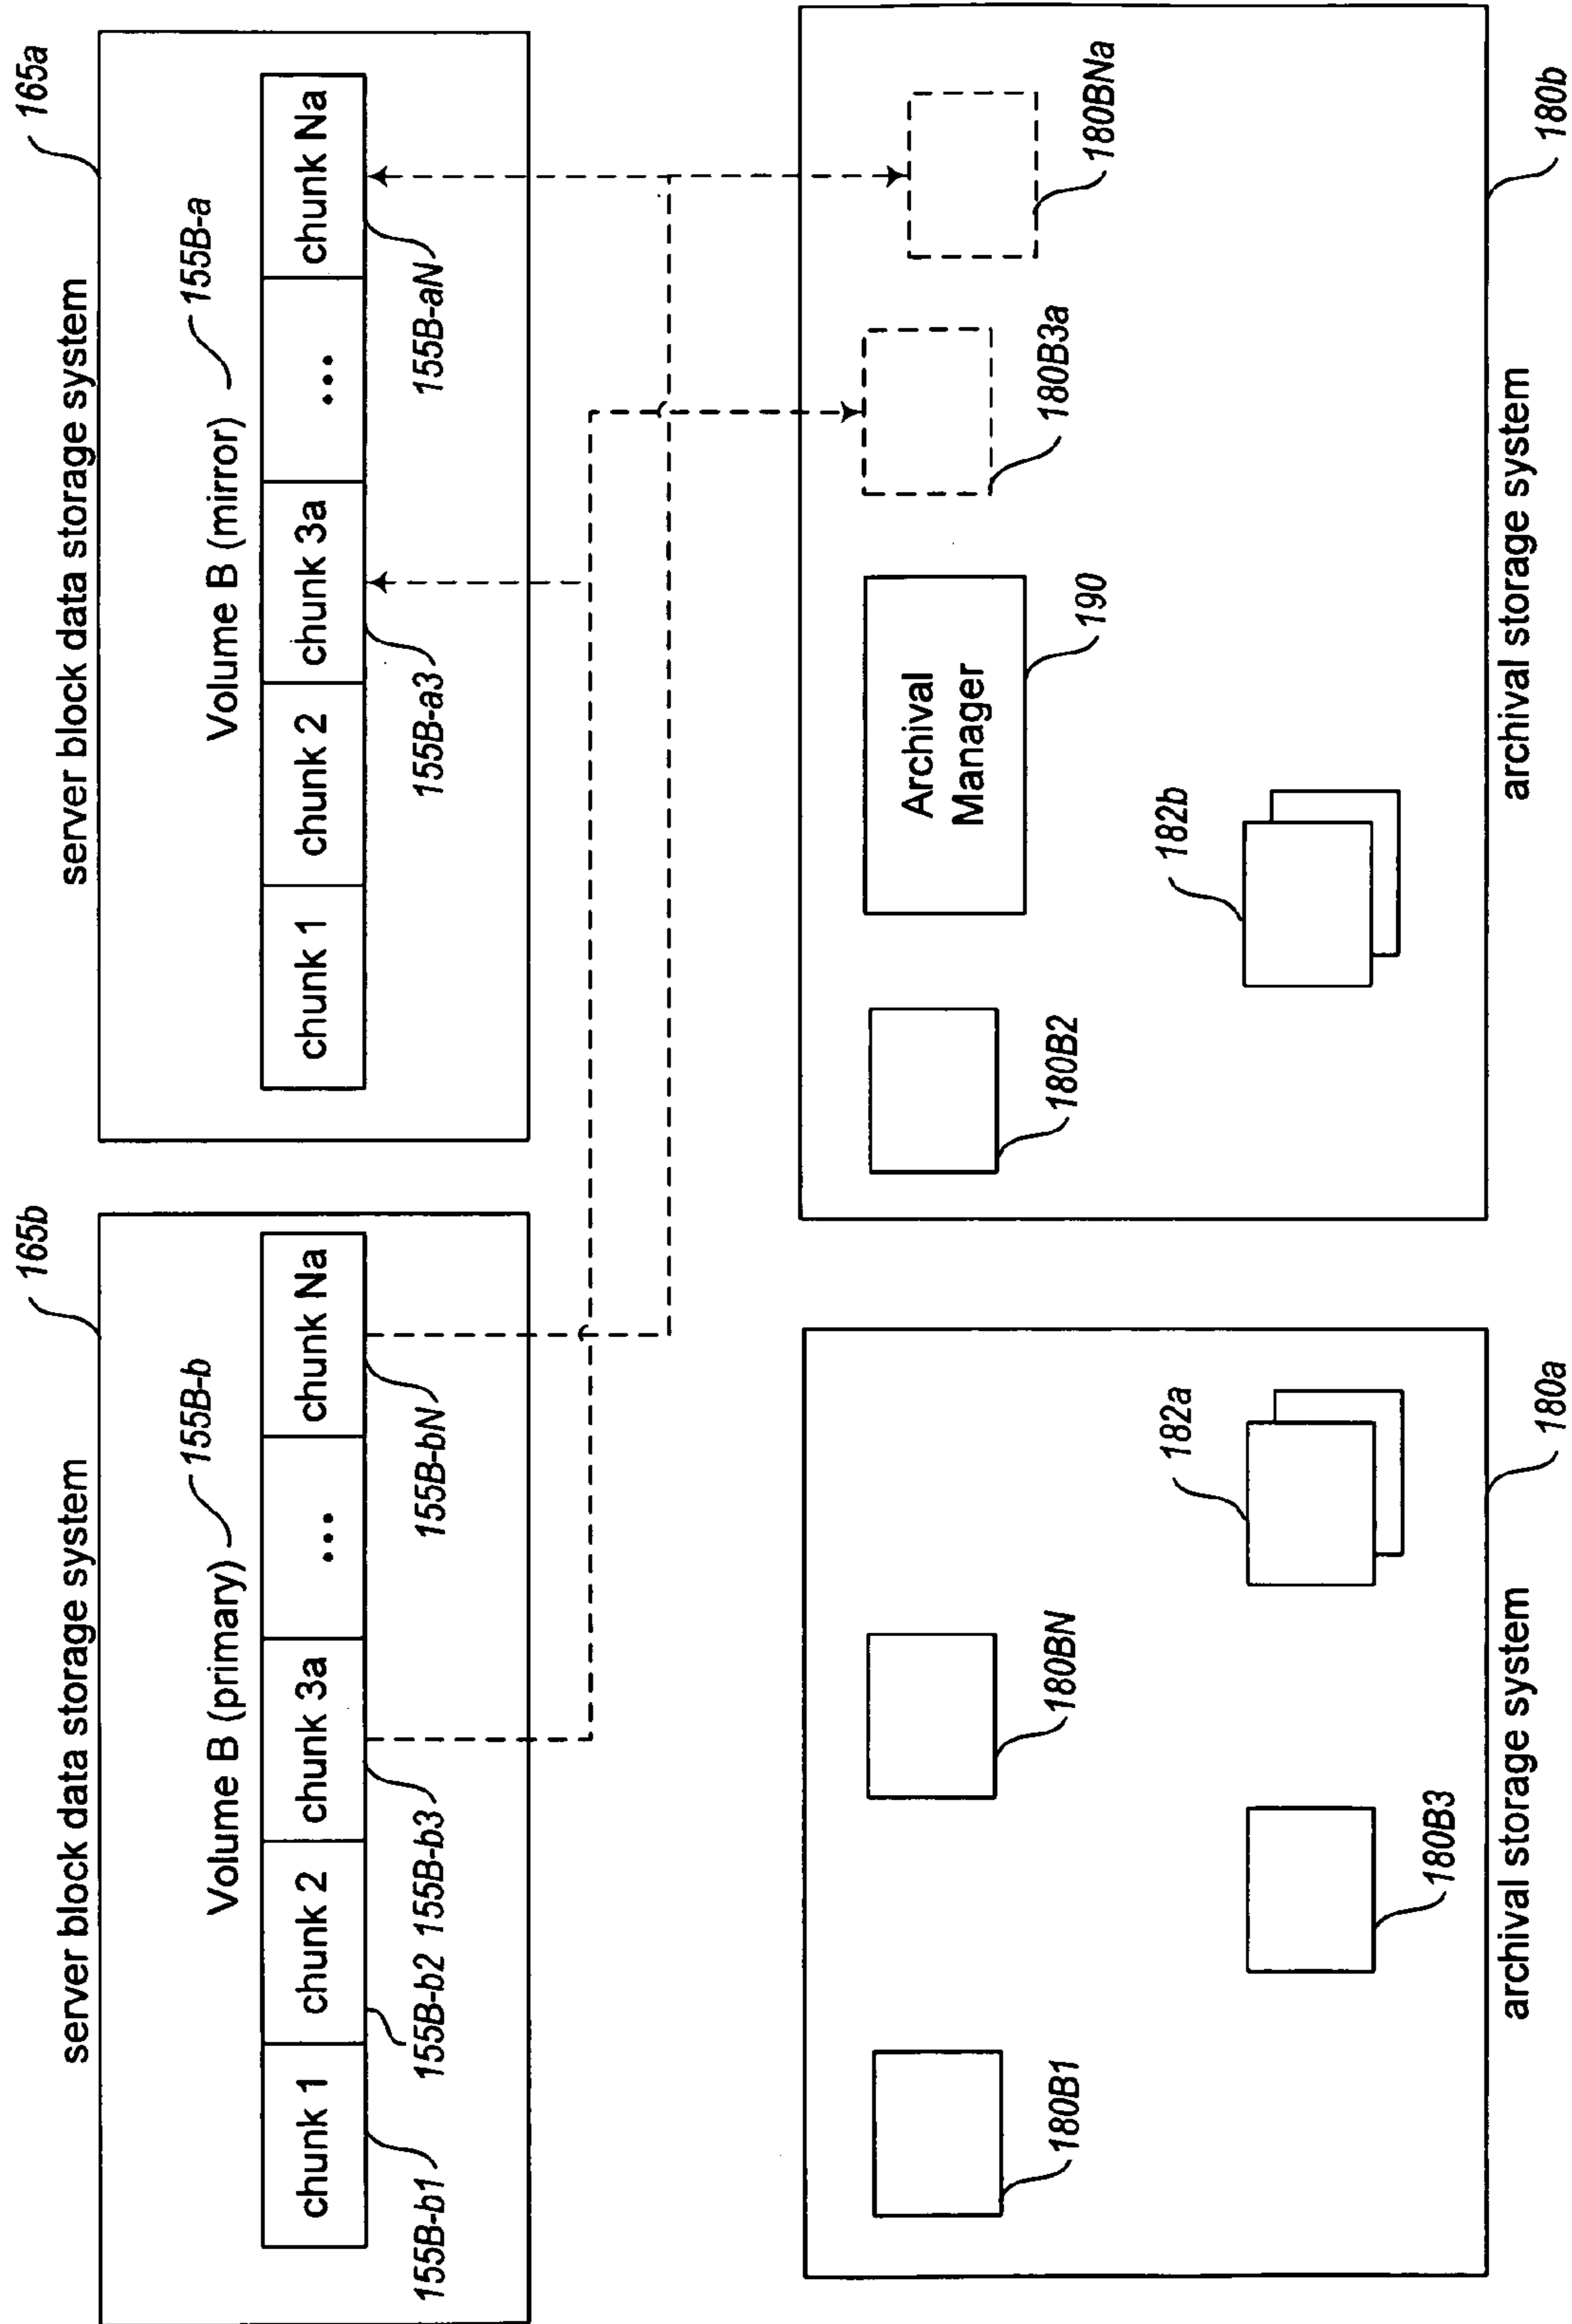 server block data storage system
165b
Volume B (primary)
155B-b
chunk 1
chunk 2
chunk 3a
...
chunk Na
155B-b1
155B-b2
155B-b3
155B-bN
server block data storage system
165a
Volume B (mirror)
155B-a
chunk 1
chunk 2
chunk 3a
...
chunk Na
155B-a3
155B-aN
180B1
180BN
180B3
182a
archival storage system
180a
180B2
Archival
Manager
190
180B3a
180BNa
182b
archival storage system
180b